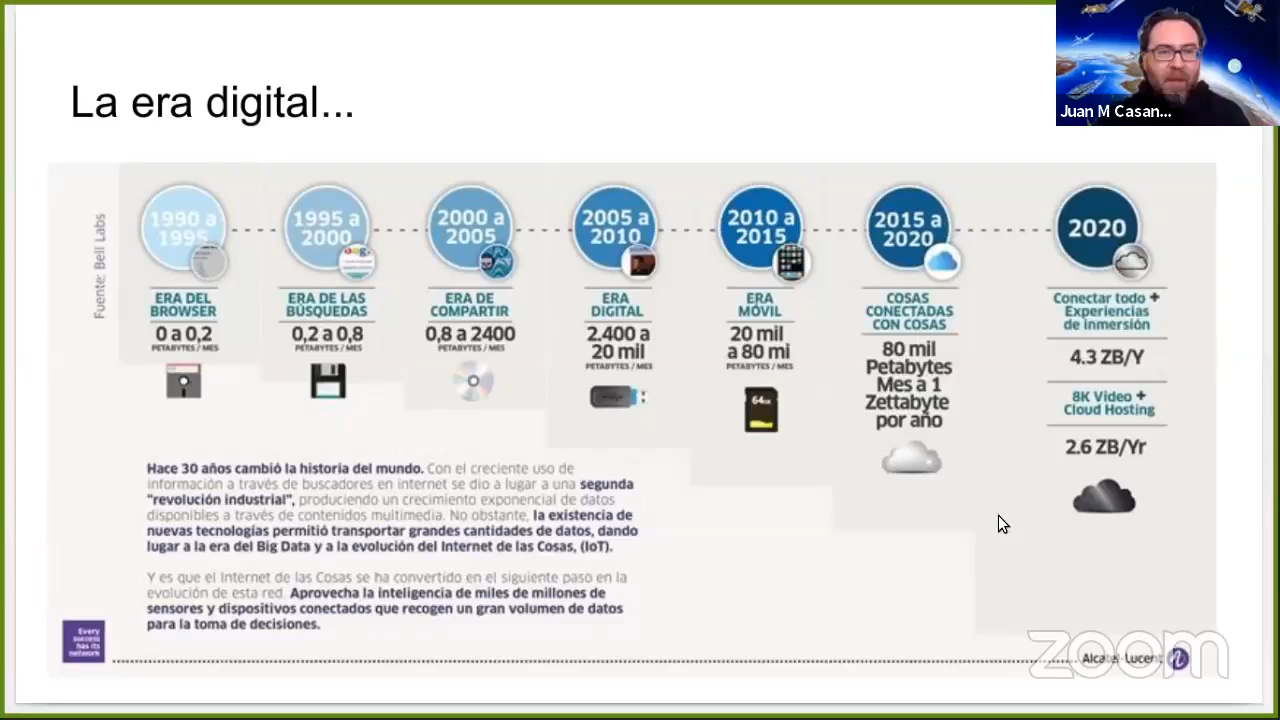 La era digital...
Juan M Casan...
Fuente: Bell Labs
1990 a
1995
ERA DEL
BROWSER
0 a 0,2
PETABYTES / MES
1995 a
2000
ERA DE LAS
BÚSQUEDAS
0,2 a 0,8
PETABYTES / MES
2000 a
2005
ERA DE
COMPARTIR
0,8 a 2400
PETABYTES / MES
2005 a
2010
ERA
DIGITAL
2.400 a
20 mil
PETABYTES / MES
2010 a
2015
ERA
MÓVIL
20 mil
a 80 mi
PETABYTES / MES
64GB
2015 a
2020
COSAS
CONECTADAS
CON COSAS
80 mil
Petabytes
Mes a 1
Zettabyte
por año
2020
Conectar todo +
Experiencias
de inmersión
4.3 ZB/Y
8K Video +
Cloud Hosting
2.6 ZB/Yr
Hace 30 años cambió la historia del mundo. Con el creciente uso de
información a través de buscadores en internet se dio a lugar a una segunda
"revolución industrial", produciendo un crecimiento exponencial de datos
disponibles a través de contenidos multimedia. No obstante, la existencia de
nuevas tecnologías permitió transportar grandes cantidades de datos, dando
lugar a la era del Big Data y a la evolución del Internet de las Cosas, (IoT).
Y es que el Internet de las Cosas se ha convertido en el siguiente paso en la
evolución de esta red. Aprovecha la inteligencia de miles de millones de
sensores y dispositivos conectados que recogen un gran volumen de datos
para la toma de decisiones.
Every
success
has its
network
Alcatel-Lucent
zoom